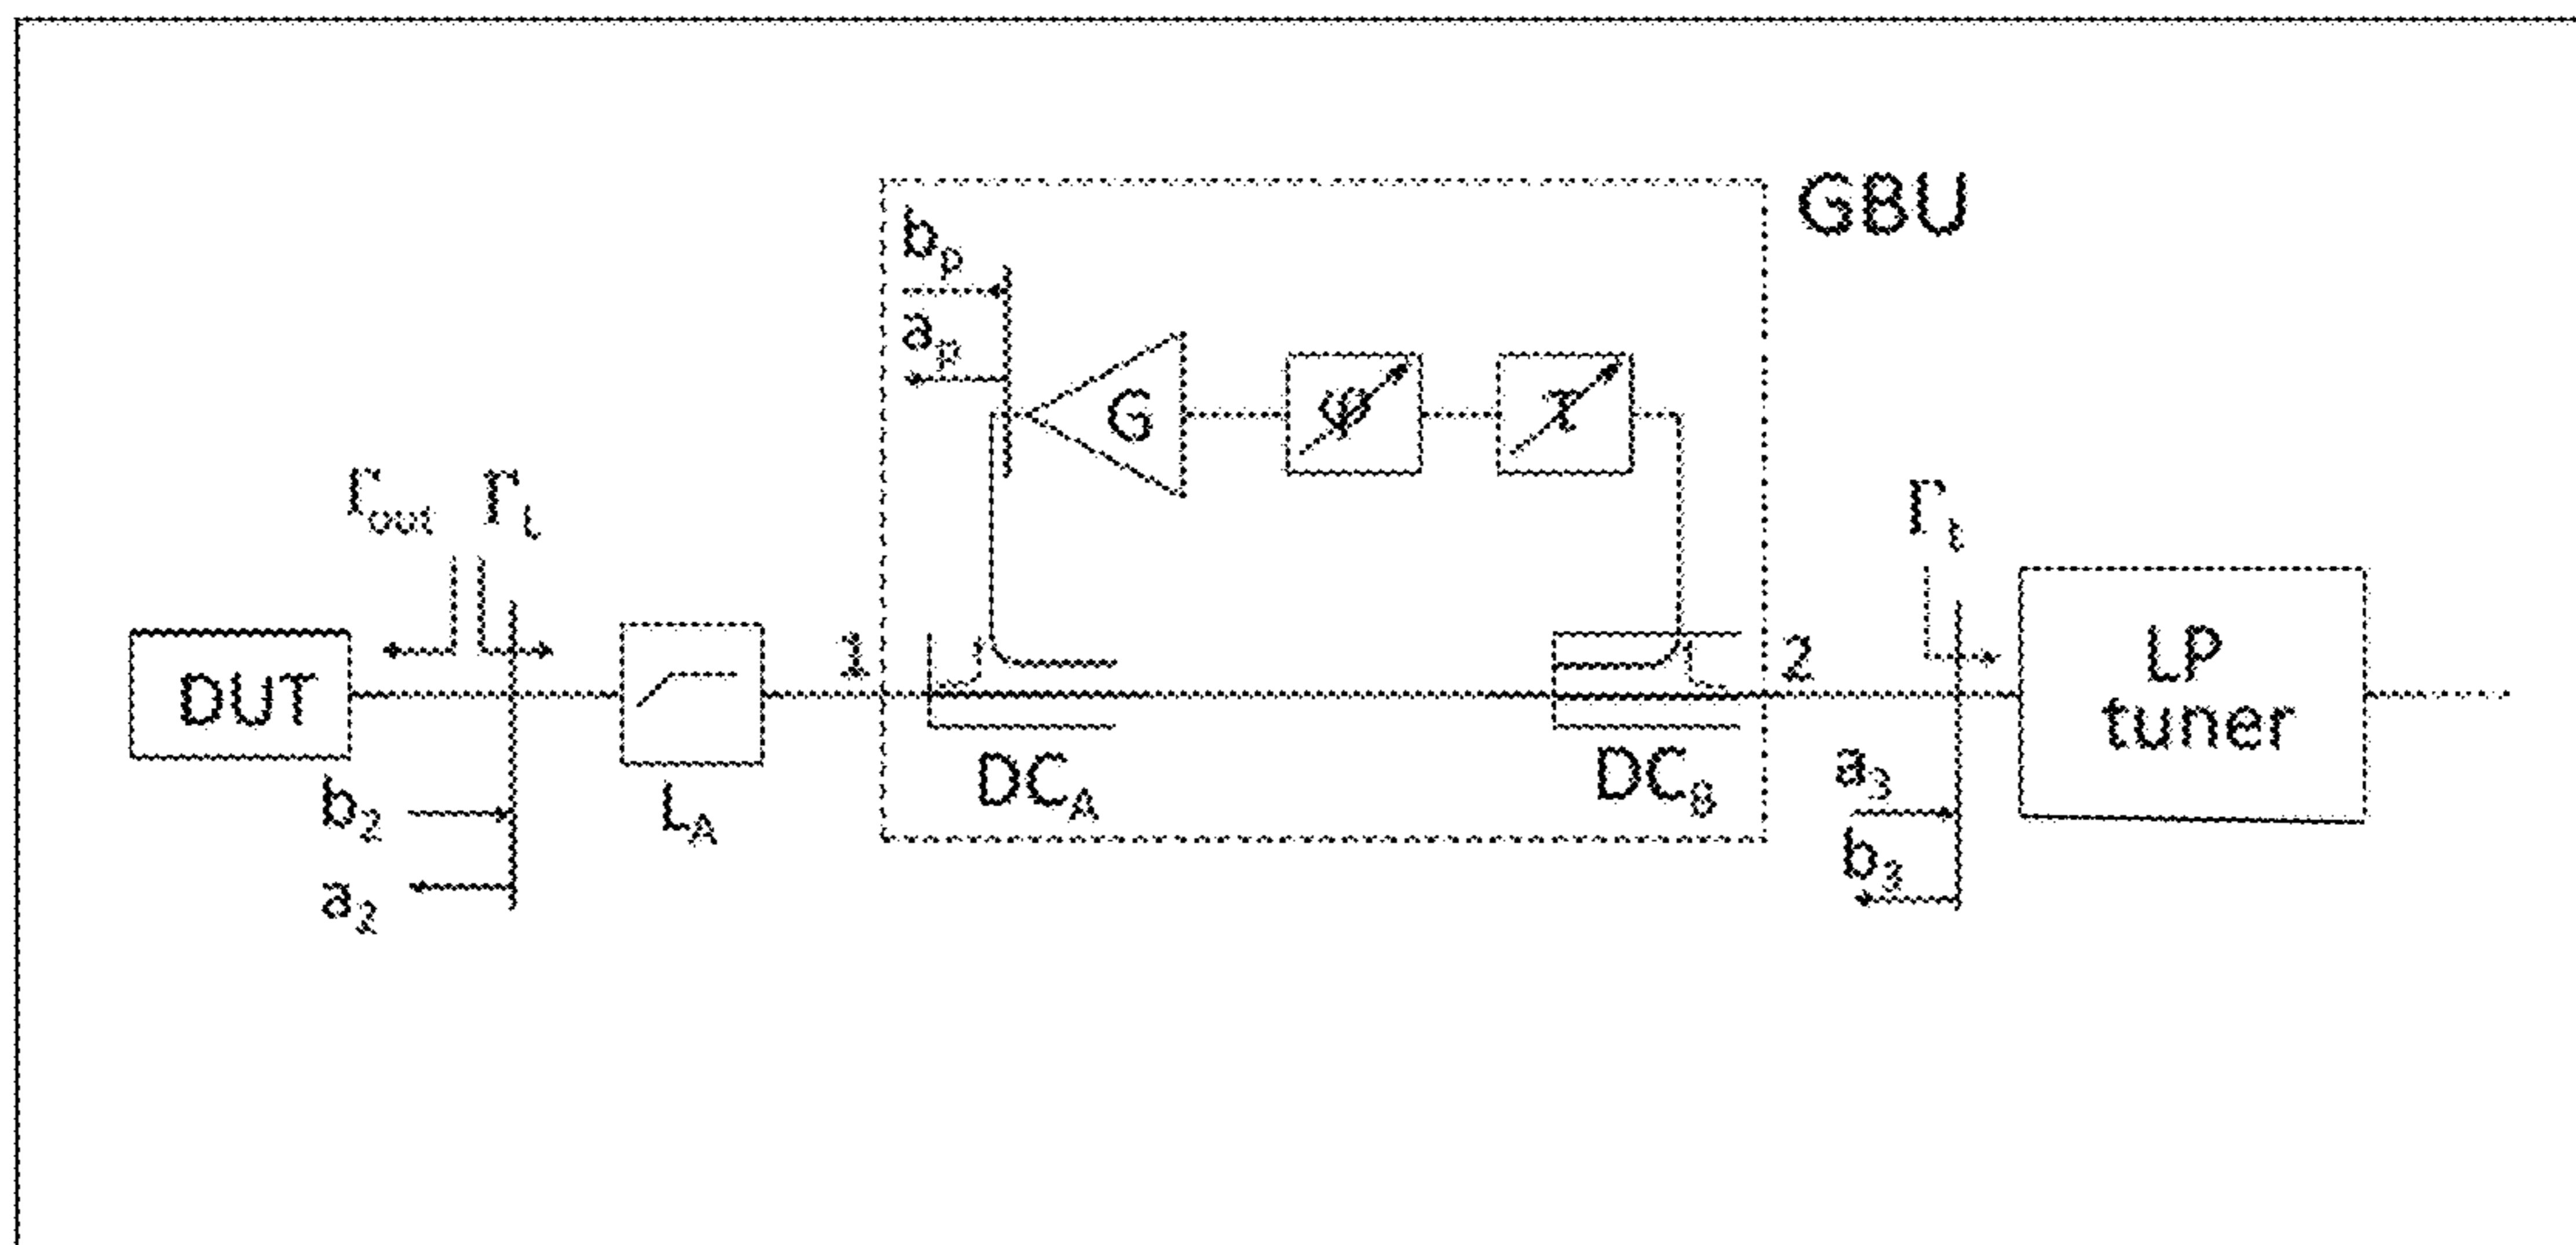 GBU
b_p
a_p
G
φ
τ
Γ_out
Γ_L
Γ_t
DUT
1
2
LP
tuner
DC_A
DC_B
L_A
b_2
a_2
a_3
b_3